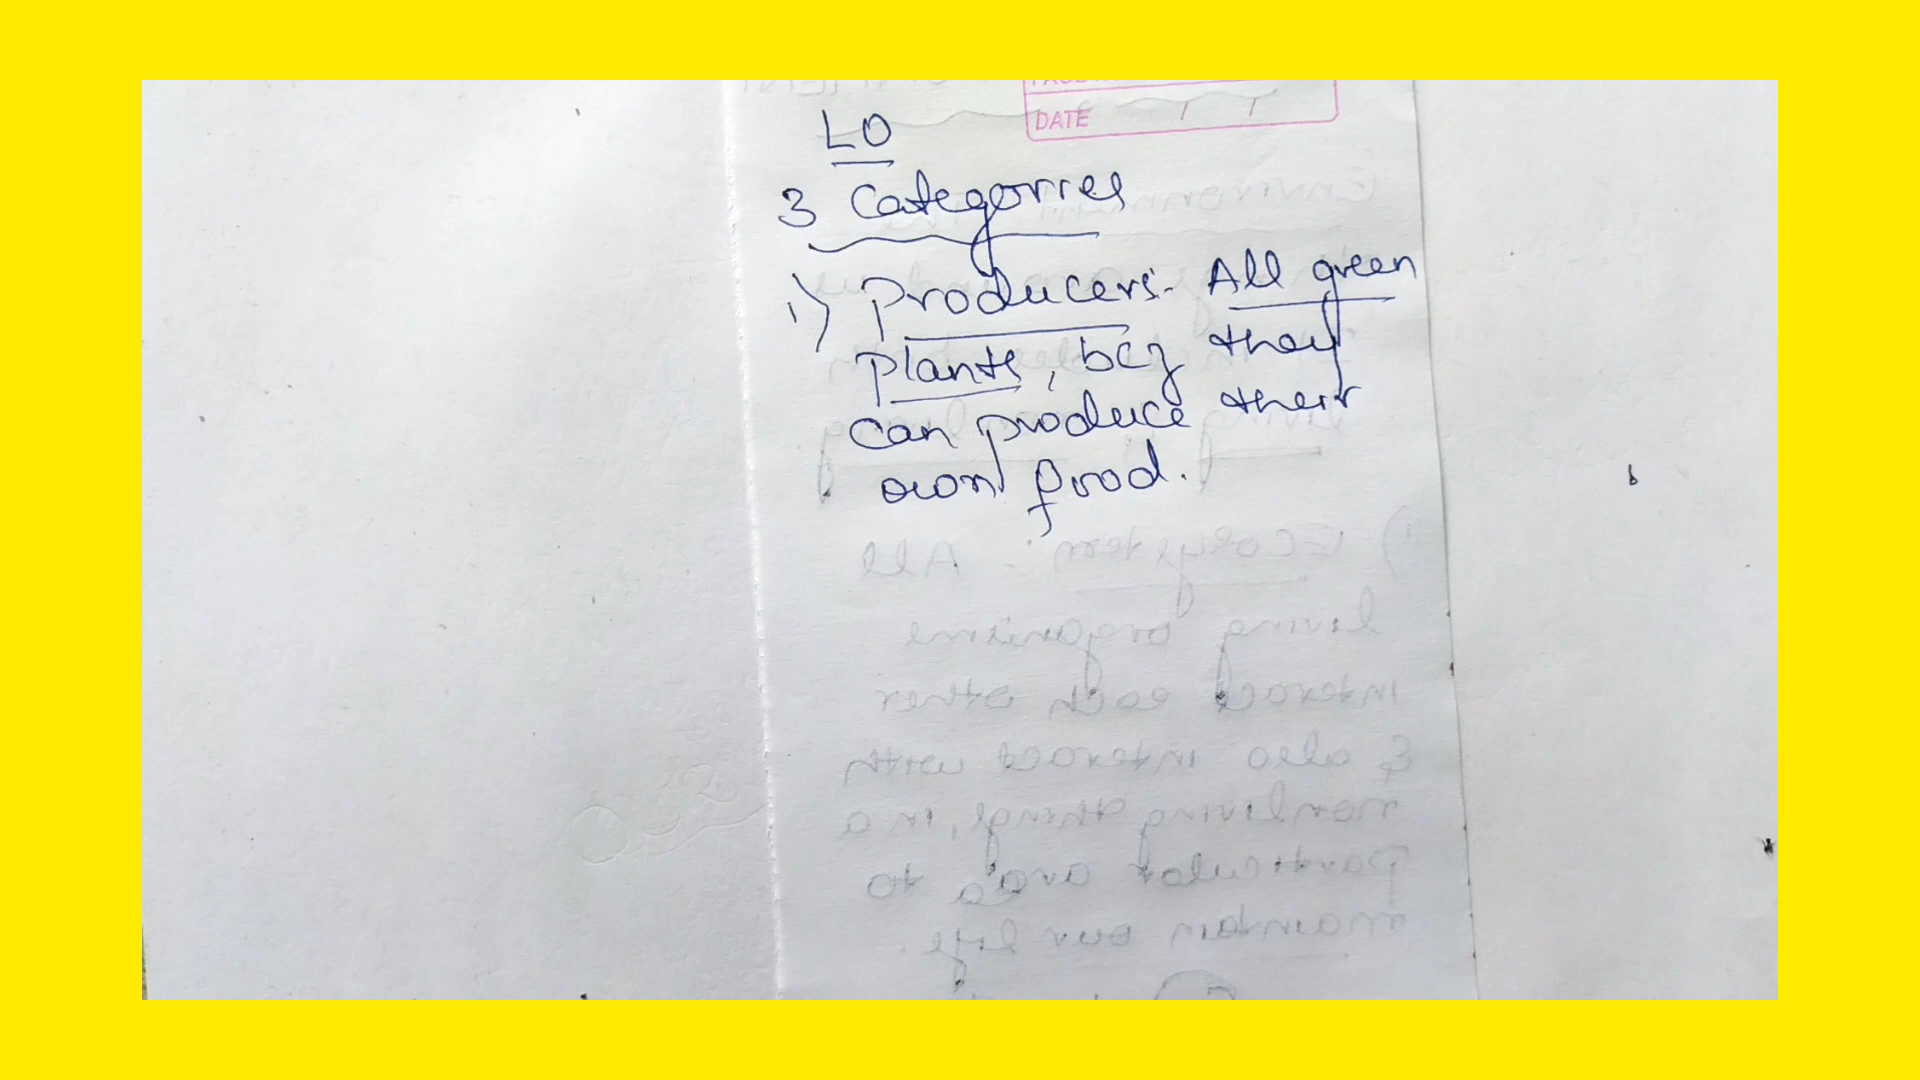 DATE / /
LO
3 Categories
1) Producers:- All green
plants, bcz they
can produce their
own food.